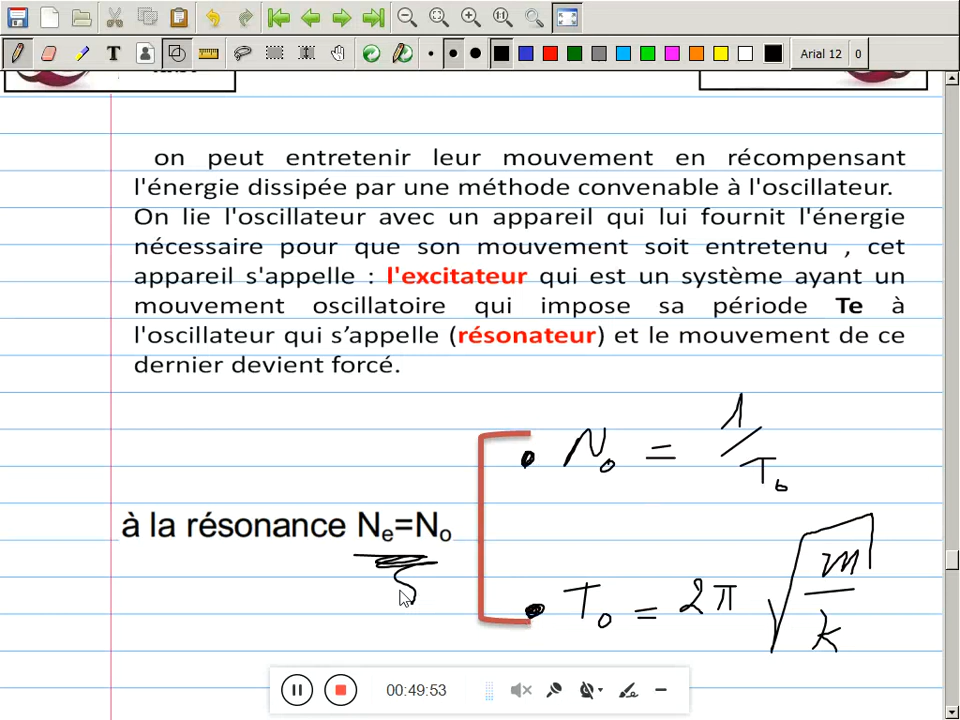 Arial 12 0
on peut entretenir leur mouvement en récompensant
l'énergie dissipée par une méthode convenable à l'oscillateur.
On lie l'oscillateur avec un appareil qui lui fournit l'énergie
nécessaire pour que son mouvement soit entretenu , cet
appareil s'appelle : l'excitateur qui est un système ayant un
mouvement oscillatoire qui impose sa période Te à
l'oscillateur qui s’appelle (résonateur) et le mouvement de ce
dernier devient forcé.
• N₀ = 1/T₀
à la résonance Nₑ=N₀
• T₀ = 2π √(m/k)
00:49:53